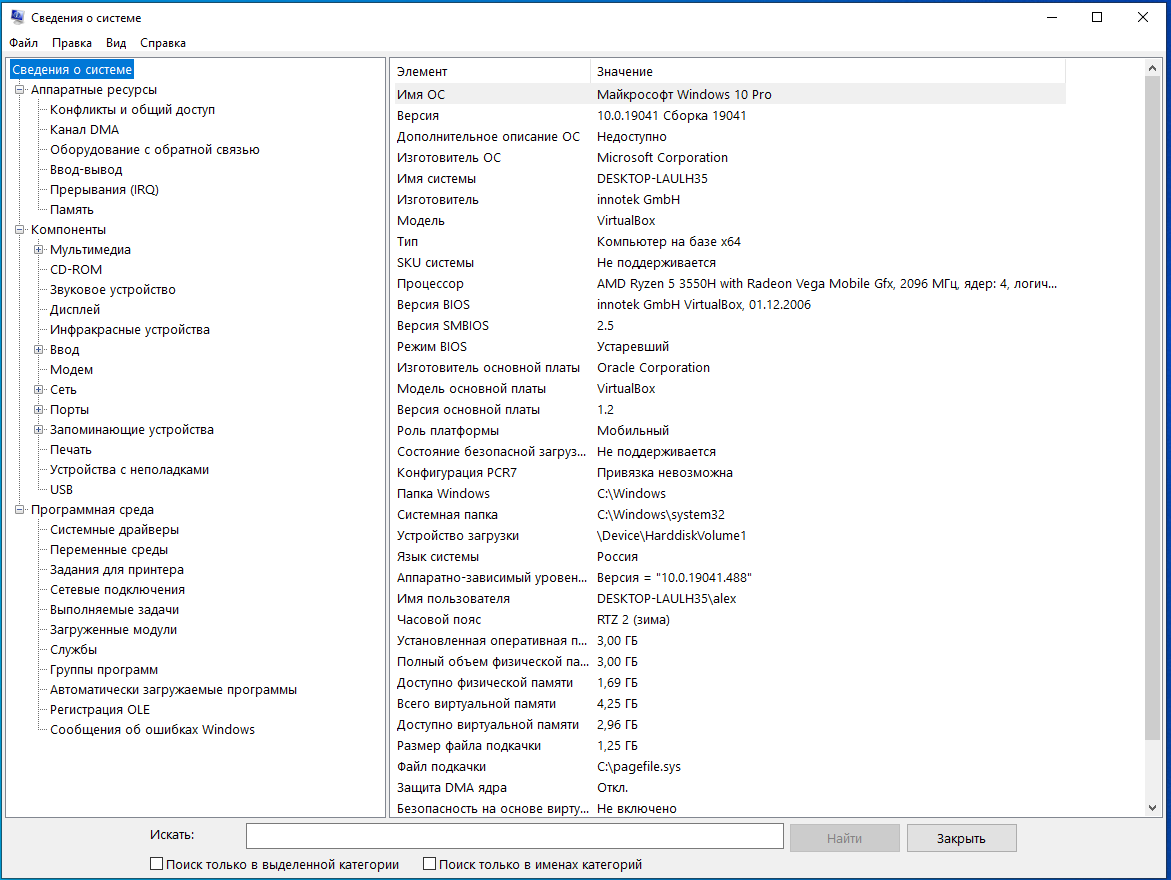 Сведения о системе
Файл Правка Вид Справка
Сведения о системе
Аппаратные ресурсы
Конфликты и общий доступ
Канал DMA
Оборудование с обратной связью
Ввод-вывод
Прерывания (IRQ)
Память
Компоненты
Мультимедиа
CD-ROM
Звуковое устройство
Дисплей
Инфракрасные устройства
Ввод
Модем
Сеть
Порты
Запоминающие устройства
Печать
Устройства с неполадками
USB
Программная среда
Системные драйверы
Переменные среды
Задания для принтера
Сетевые подключения
Выполняемые задачи
Загруженные модули
Службы
Группы программ
Автоматически загружаемые программы
Регистрация OLE
Сообщения об ошибках Windows
Элемент Значение
Имя ОС Майкрософт Windows 10 Pro
Версия 10.0.19041 Сборка 19041
Дополнительное описание ОС Недоступно
Изготовитель ОС Microsoft Corporation
Имя системы DESKTOP-LAULH35
Изготовитель innotek GmbH
Модель VirtualBox
Тип Компьютер на базе x64
SKU системы Не поддерживается
Процессор AMD Ryzen 5 3550H with Radeon Vega Mobile Gfx, 2096 МГц, ядер: 4, логич...
Версия BIOS innotek GmbH VirtualBox, 01.12.2006
Версия SMBIOS 2.5
Режим BIOS Устаревший
Изготовитель основной платы Oracle Corporation
Модель основной платы VirtualBox
Версия основной платы 1.2
Роль платформы Мобильный
Состояние безопасной загруз... Не поддерживается
Конфигурация PCR7 Привязка невозможна
Папка Windows C:\Windows
Системная папка C:\Windows\system32
Устройство загрузки \Device\HarddiskVolume1
Язык системы Россия
Аппаратно-зависимый уровен... Версия = "10.0.19041.488"
Имя пользователя DESKTOP-LAULH35\alex
Часовой пояс RTZ 2 (зима)
Установленная оперативная п... 3,00 ГБ
Полный объем физической па... 3,00 ГБ
Доступно физической памяти 1,69 ГБ
Всего виртуальной памяти 4,25 ГБ
Доступно виртуальной памяти 2,96 ГБ
Размер файла подкачки 1,25 ГБ
Файл подкачки C:\pagefile.sys
Защита DMA ядра Откл.
Безопасность на основе вирту... Не включено
Искать: Найти Закрыть
Поиск только в выделенной категории Поиск только в именах категорий